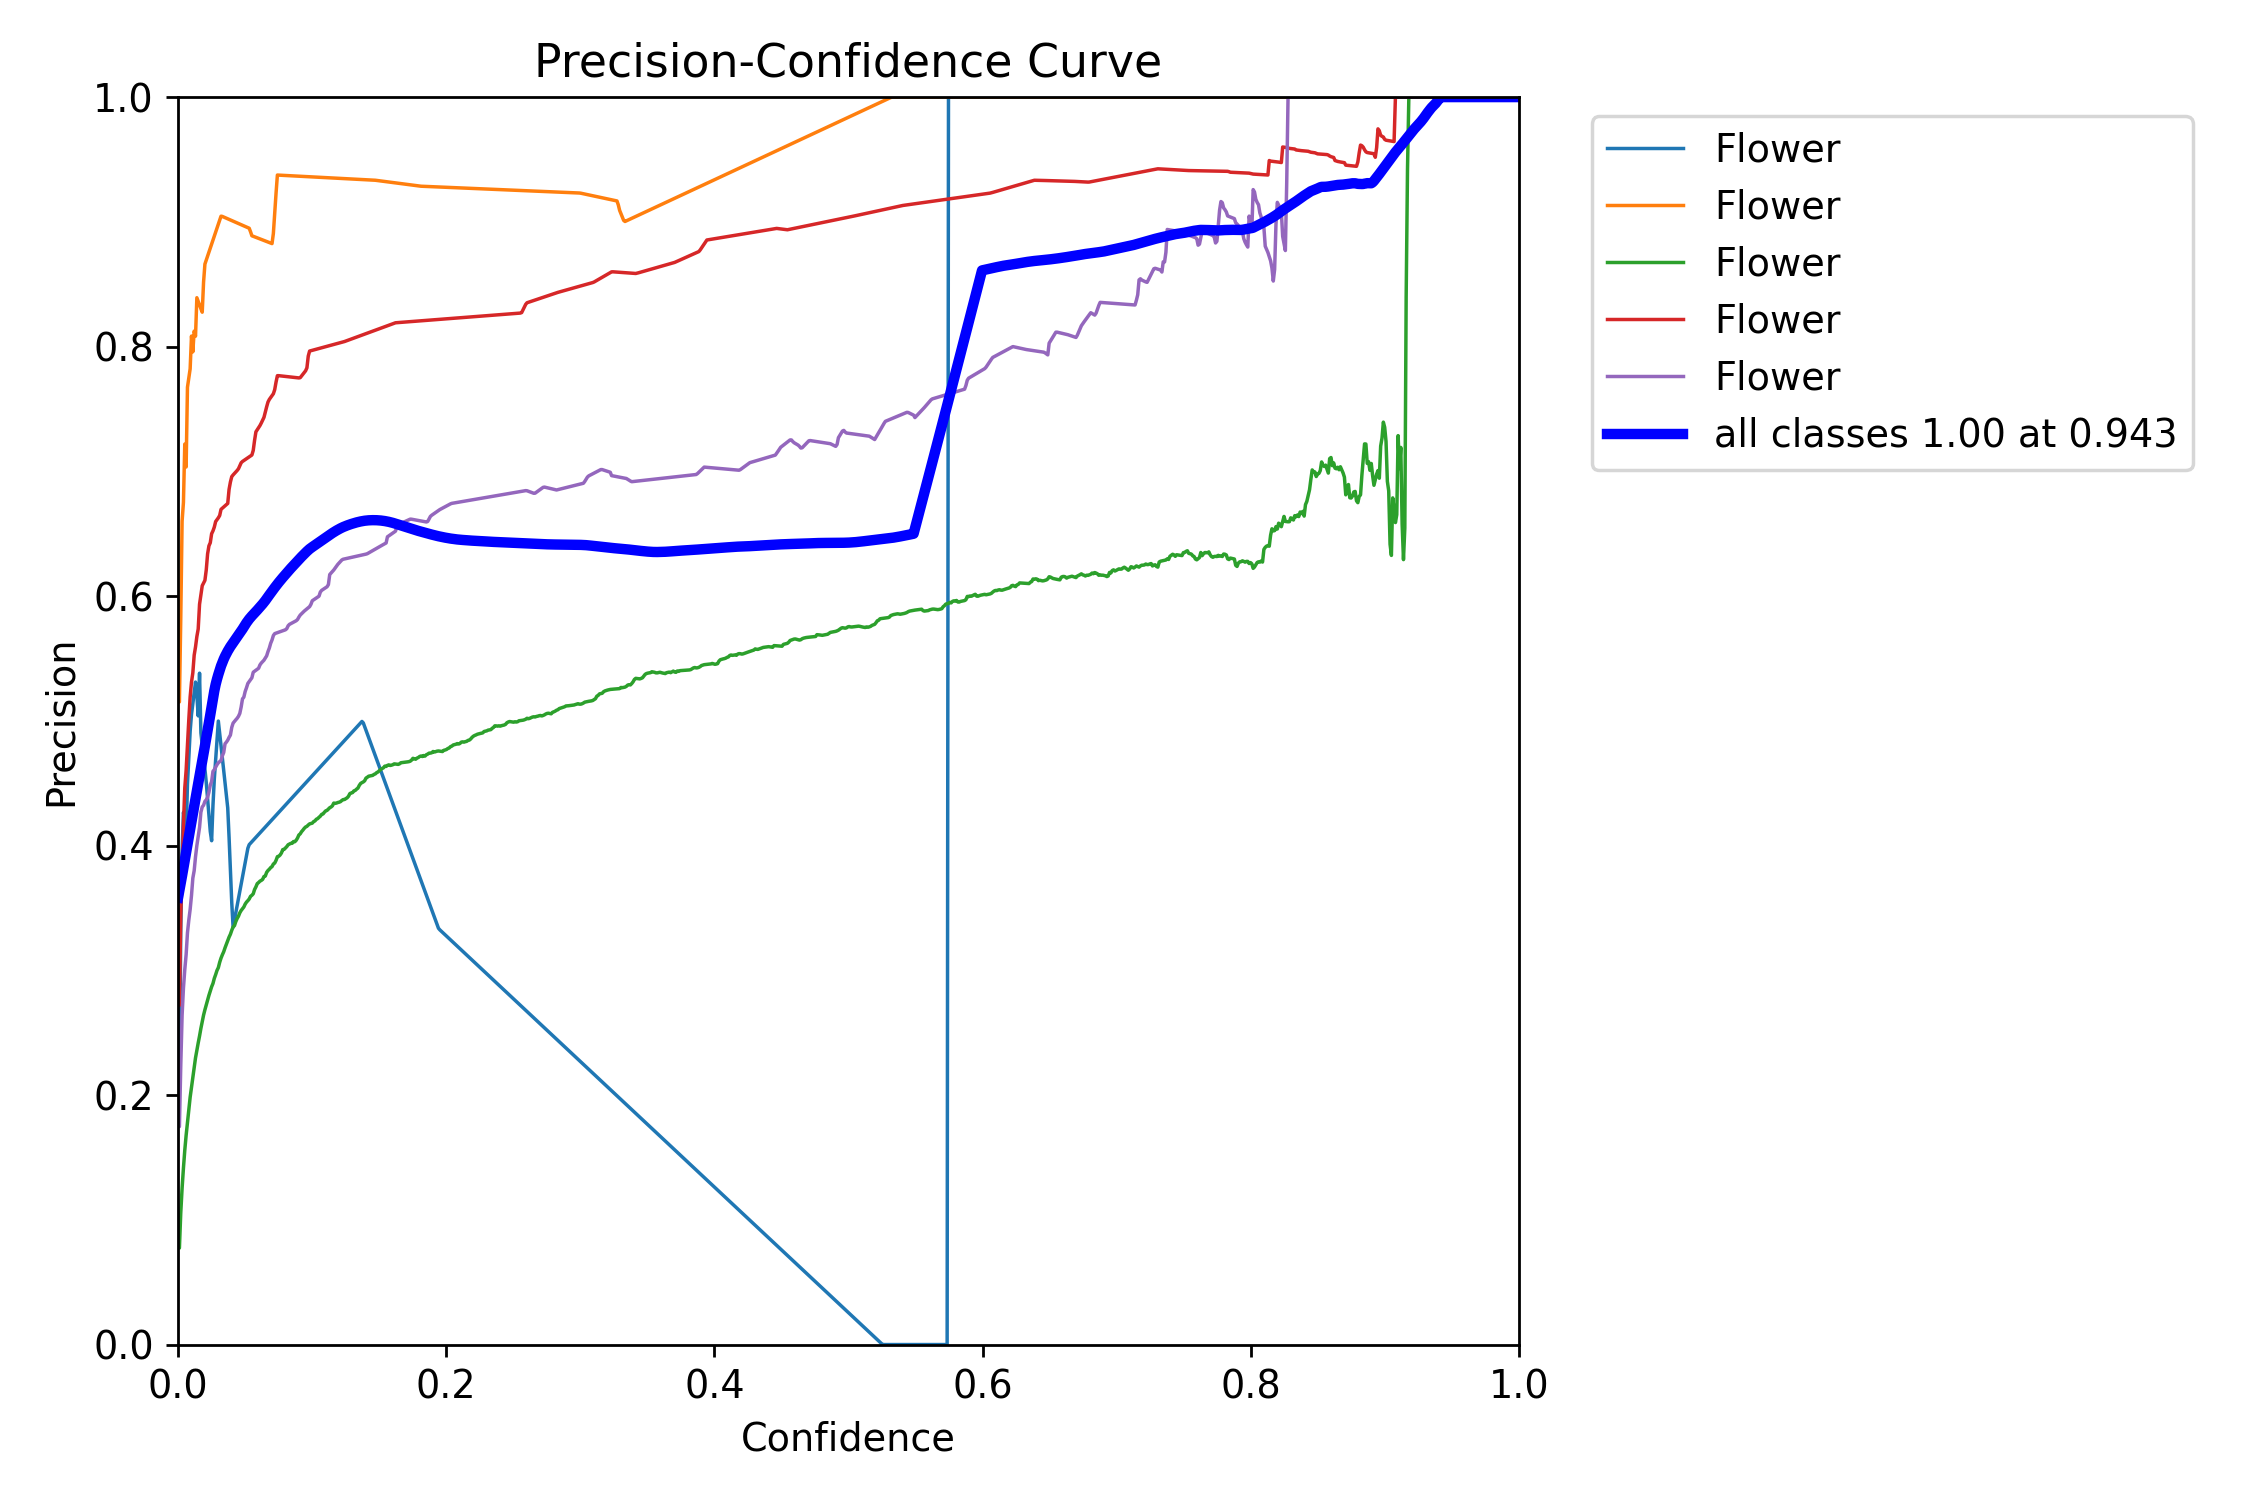 Precision-Confidence Curve
1.0
0.8
0.6
0.4
0.2
0.0
Precision
0.0 0.2 0.4 0.6 0.8 1.0
Confidence
Flower
Flower
Flower
Flower
Flower
all classes 1.00 at 0.943